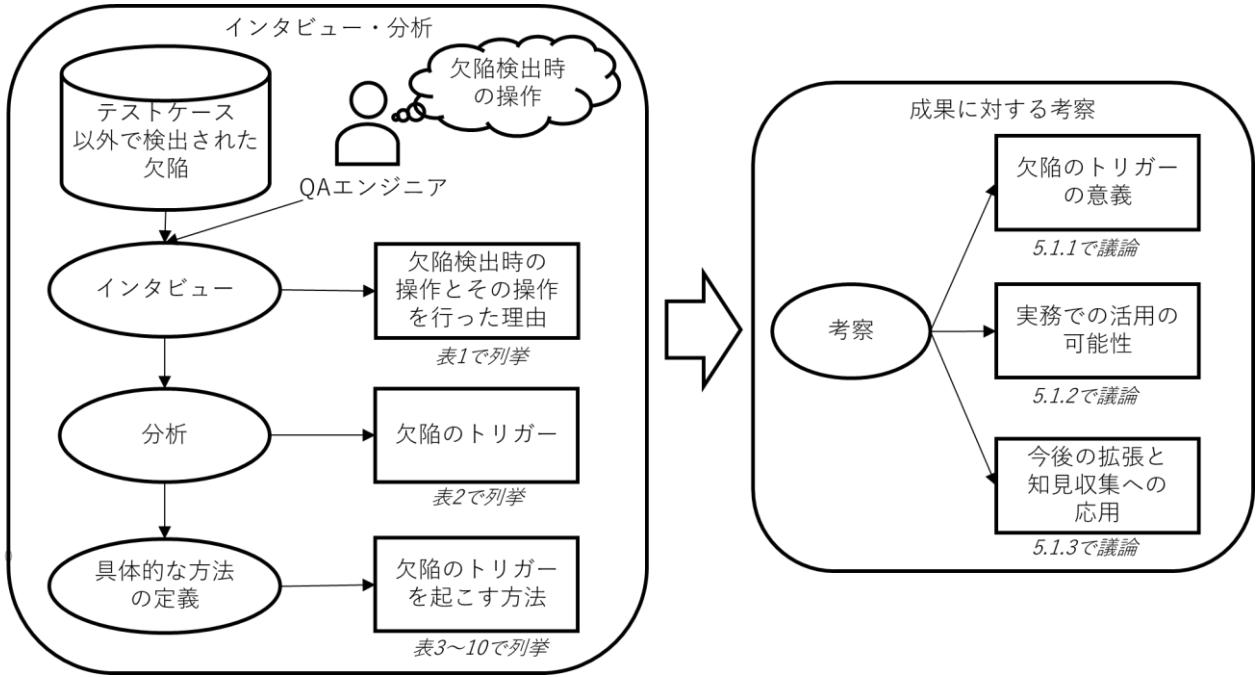 インタビュー・分析
テストケース
以外で検出された
欠陥
欠陥検出時
の操作
QAエンジニア
インタビュー
欠陥検出時の
操作とその操作
を行った理由
表1で列挙
分析
欠陥のトリガー
表2で列挙
具体的な方法
の定義
欠陥のトリガー
を起こす方法
表3～10で列挙
成果に対する考察
考察
欠陥のトリガー
の意義
5.1.1で議論
実務での活用の
可能性
5.1.2で議論
今後の拡張と
知見収集への
応用
5.1.3で議論